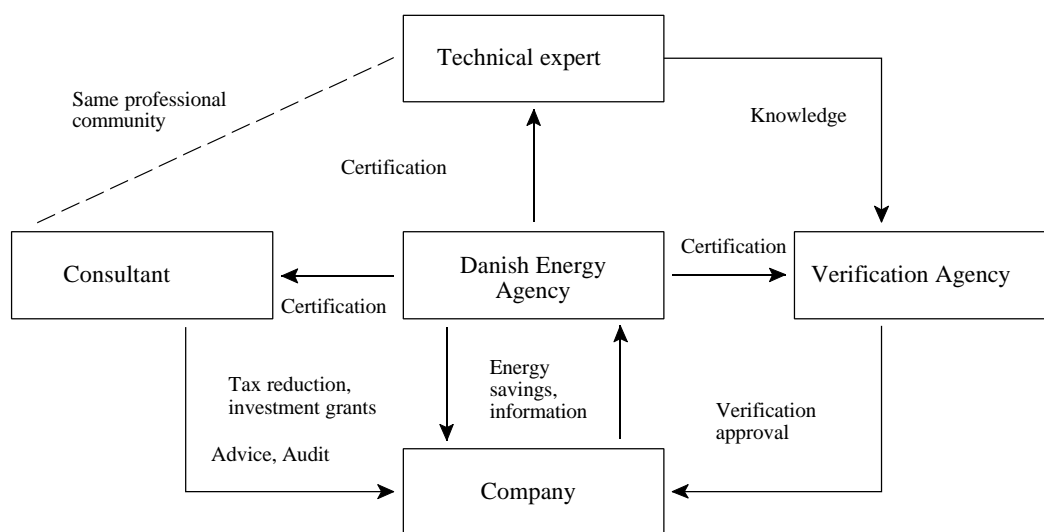 Technical expert
Same professional
community
Knowledge
Certification
Consultant
Danish Energy
Agency
Certification
Verification Agency
Certification
Tax reduction,
investment grants
Energy
savings,
information
Verification
approval
Advice, Audit
Company